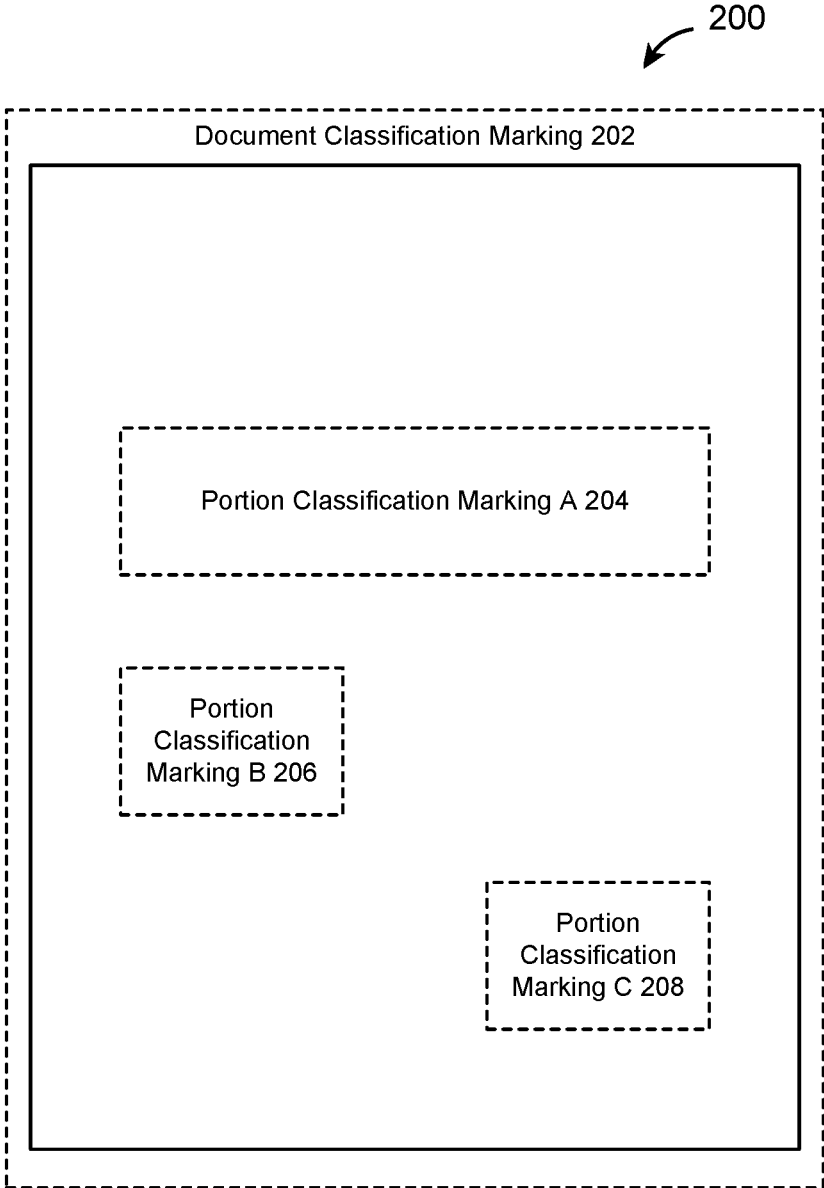 200
Document Classification Marking 202
Portion Classification Marking A 204
Portion
Classification
Marking B 206
Portion
Classification
Marking C 208